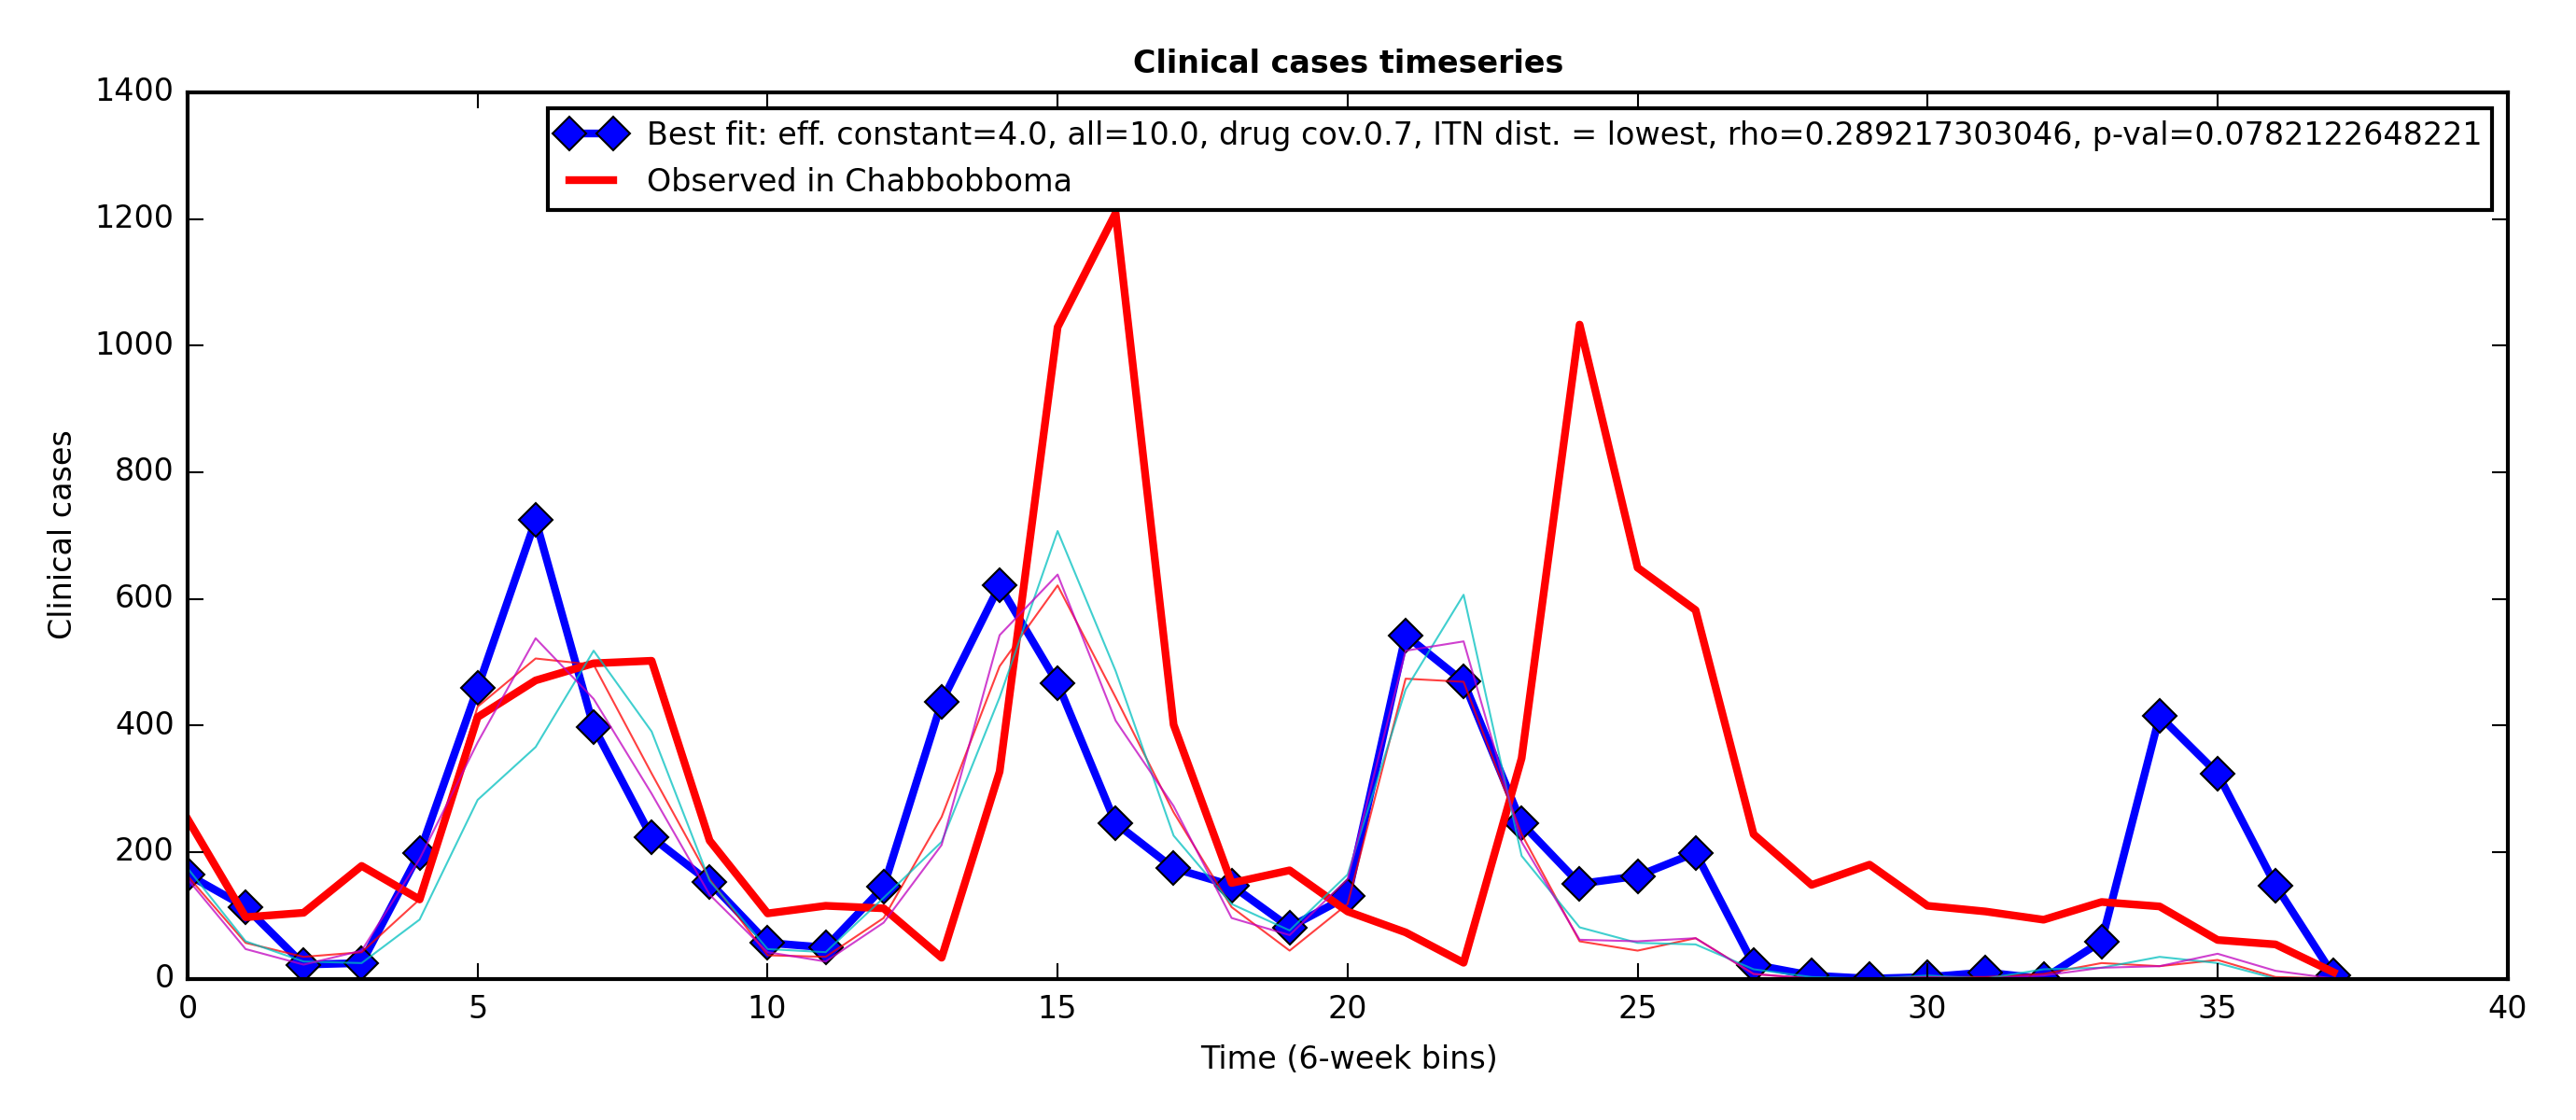 Clinical cases timeseries
1400
1200
1000
800
600
400
200
0
Clinical cases
Best fit: eff. constant=4.0, all=10.0, drug cov.0.7, ITN dist. = lowest, rho=0.289217303046, p-val=0.0782122648221
Observed in Chabbobboma
0 5 10 15 20 25 30 35 40
Time (6-week bins)